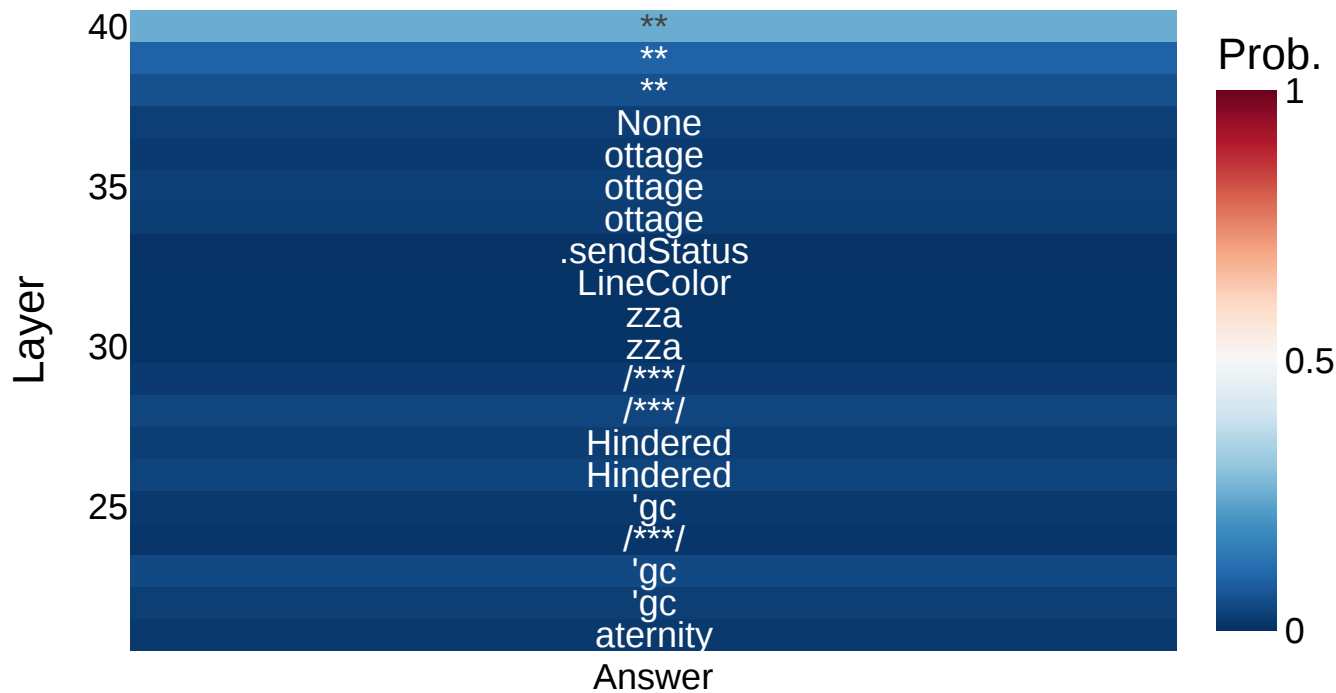 40
**
Prob.
**
**
1
None
ottage
35
ottage
ottage
.sendStatus
LineColor
Layer
zza
30
zza
0.5
/***/
/***/
Hindered
Hindered
25
'gc
/***/
'gc
'gc
aternity
0
Answer